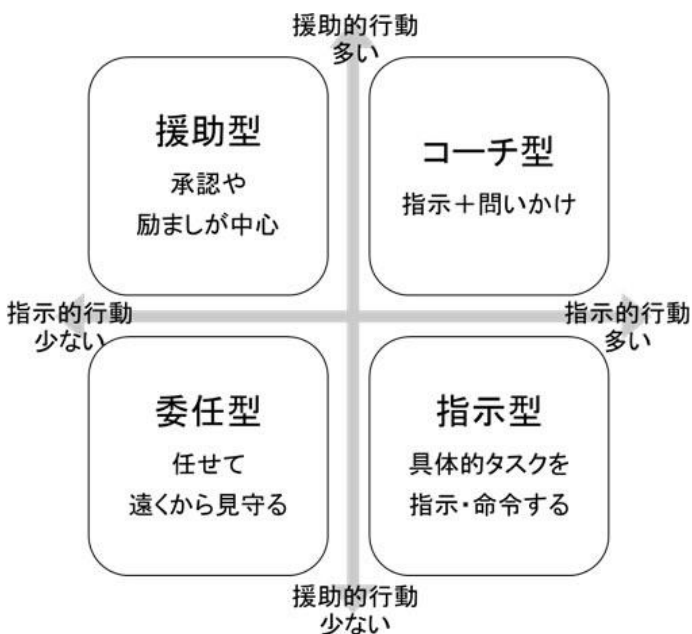 援助的行動
多い
援助型
承認や
励ましが中心
コーチ型
指示＋問いかけ
指示的行動
少ない
指示的行動
多い
委任型
任せて
遠くから見守る
指示型
具体的タスクを
指示・命令する
援助的行動
少ない